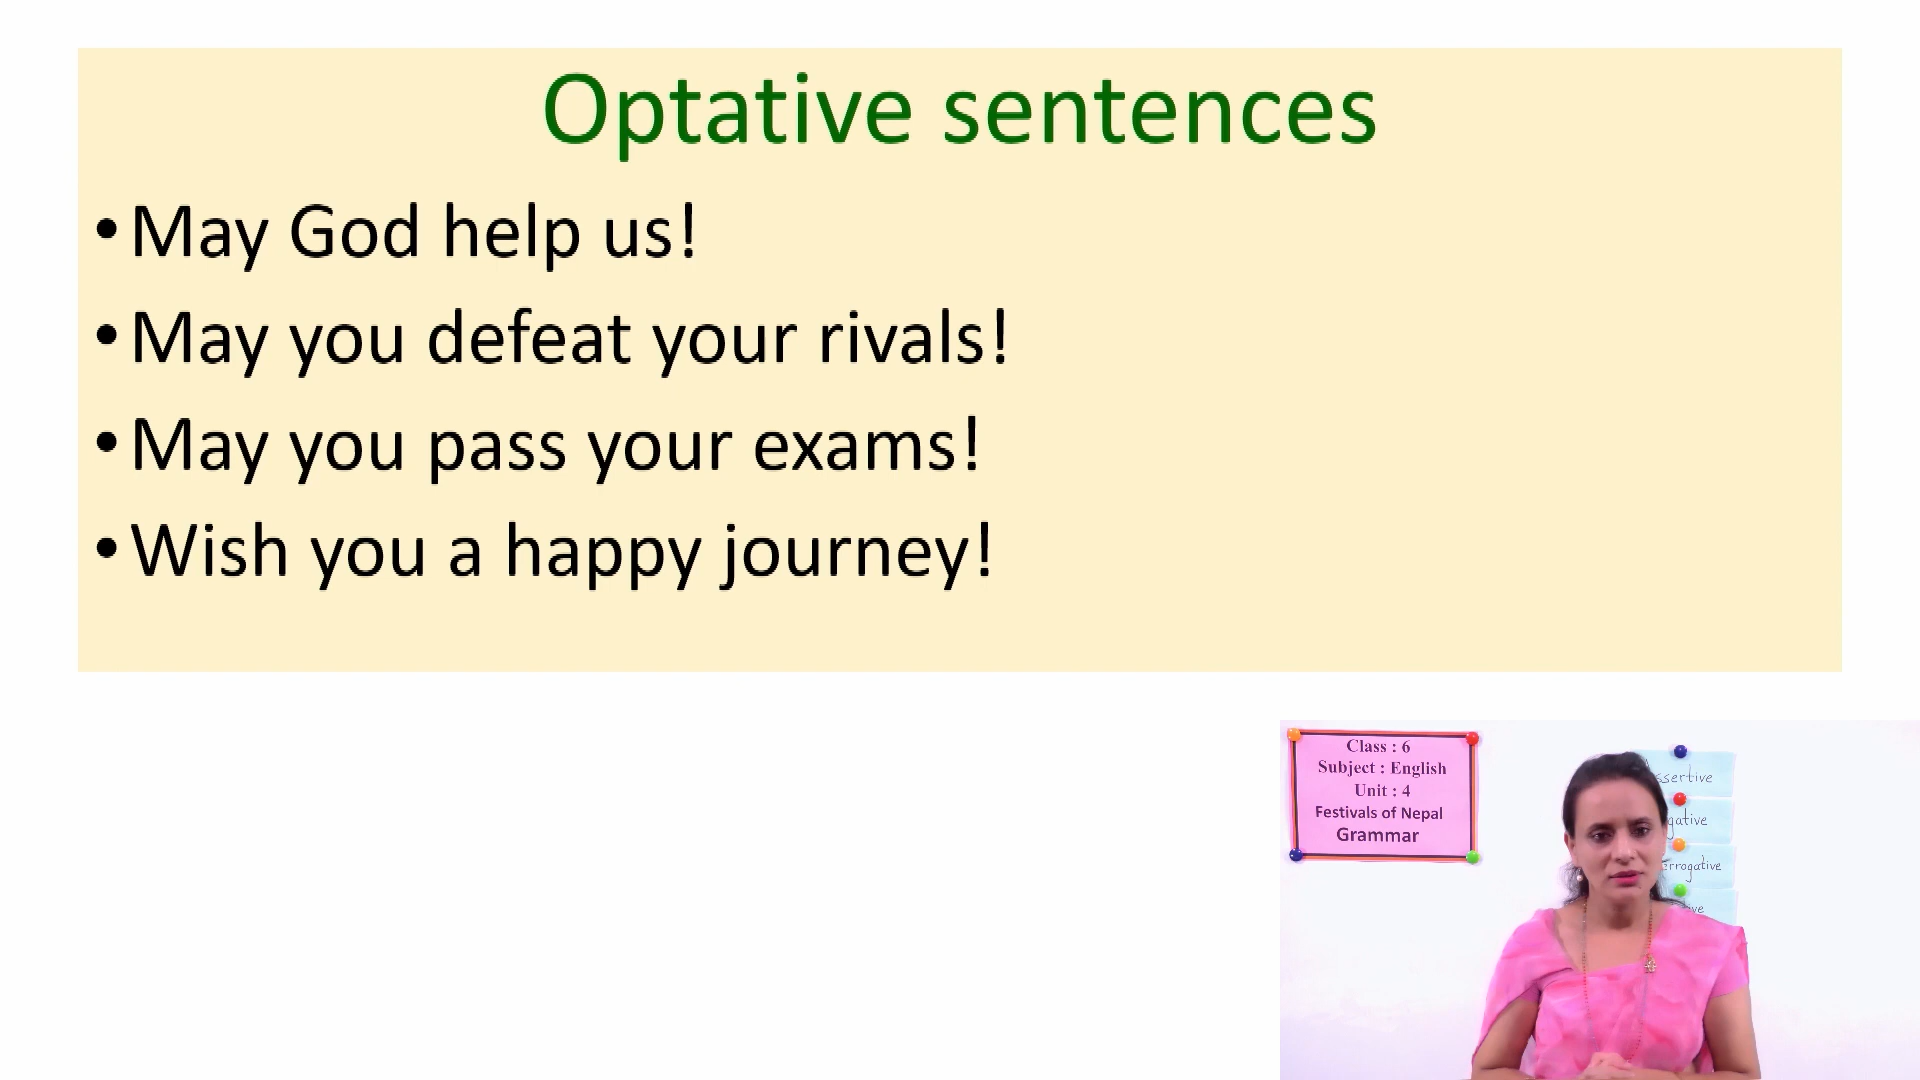 Optative sentences
• May God help us!
• May you defeat your rivals!
• May you pass your exams!
• Wish you a happy journey!
Class : 6
Subject : English
Unit : 4
Festivals of Nepal
Grammar